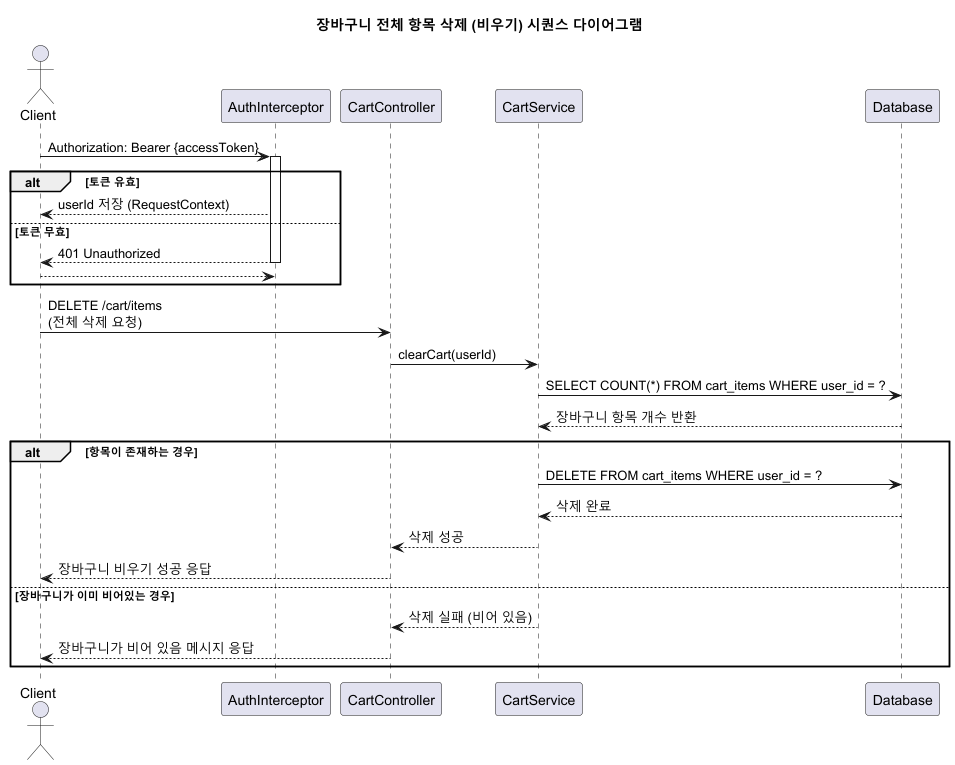 장바구니 전체 항목 삭제 (비우기) 시퀀스 다이어그램
Client
AuthInterceptor
CartController
CartService
Database
Authorization: Bearer {accessToken}
alt
[토큰 유효]
userId 저장 (RequestContext)
[토큰 무효]
401 Unauthorized
DELETE /cart/items
(전체 삭제 요청)
clearCart(userId)
SELECT COUNT(*) FROM cart_items WHERE user_id = ?
장바구니 항목 개수 반환
alt
[항목이 존재하는 경우]
DELETE FROM cart_items WHERE user_id = ?
삭제 완료
삭제 성공
장바구니 비우기 성공 응답
[장바구니가 이미 비어있는 경우]
삭제 실패 (비어 있음)
장바구니가 비어 있음 메시지 응답
Client
AuthInterceptor
CartController
CartService
Database